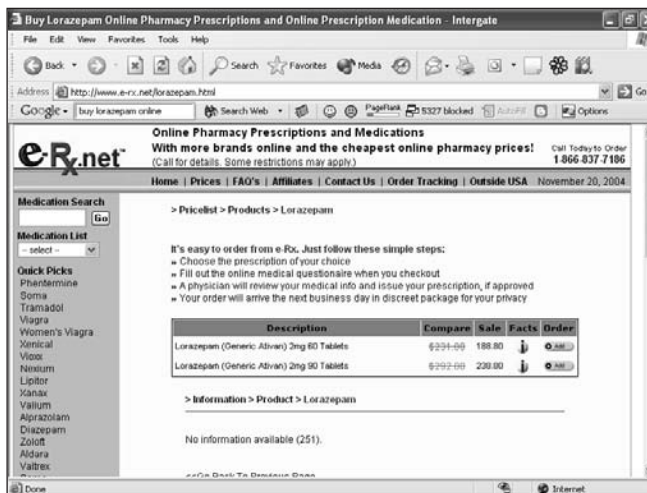 Buy Lorazepam Online Pharmacy Prescriptions and Online Prescription Medication - Intergate
File Edit View Favorites Tools Help
Back Search Favorites Media
Address http://www.e-rx.net/lorazepam.html Go
Google buy lorazepam online Search Web PageRank 5327 blocked AutoFill Options
e-Rx.net™
Online Pharmacy Prescriptions and Medications
With more brands online and the cheapest online pharmacy prices!
(Call for details. Some restrictions may apply.)
Call Today to Order
1-866-837-7186
Home | Prices | FAQ's | Affiliates | Contact Us | Order Tracking | Outside USA November 20, 2004
Medication Search
Go
Medication List
-- select --
Quick Picks
Phentermine
Soma
Tramadol
Viagra
Women's Viagra
Xenical
Vioxx
Nexium
Lipitor
Xanax
Valium
Alprazolam
Diazepam
Zoloft
Aldara
Valtrex
> Pricelist > Products > Lorazepam
It's easy to order from e-Rx. Just follow these simple steps:
» Choose the prescription of your choice
» Fill out the online medical questionaire when you checkout
» A physician will review your medical info and issue your prescription, if approved
» Your order will arrive the next business day in discreet package for your privacy
Description Compare Sale Facts Order
Lorazepam (Generic Ativan) 2mg 60 Tablets $231.00 188.80 Add
Lorazepam (Generic Ativan) 2mg 90 Tablets $292.00 Add
> Information > Product > Lorazepam
No information available (251).
<<Go Back To Previous Page
Done Internet